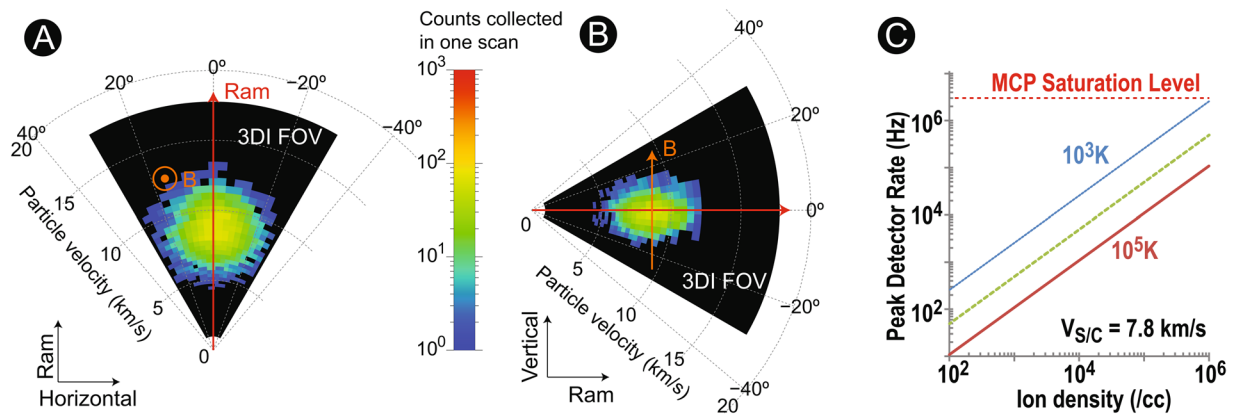 A
40º
20º
0º
−20º
−40º
Ram
3DI FOV
B
20
15
10
5
0
Particle velocity (km/s)
Ram
Horizontal
Counts collected
in one scan
10³
10²
10¹
10⁰
B
40º
20º
0º
−20º
−40º
B
3DI FOV
0
5
10
15
20
Particle velocity (km/s)
Vertical
Ram
C
MCP Saturation Level
10³K
10⁵K
V_S/C = 7.8 km/s
Peak Detector Rate (Hz)
10⁶
10⁴
10²
10²
10⁴
10⁶
Ion density (/cc)